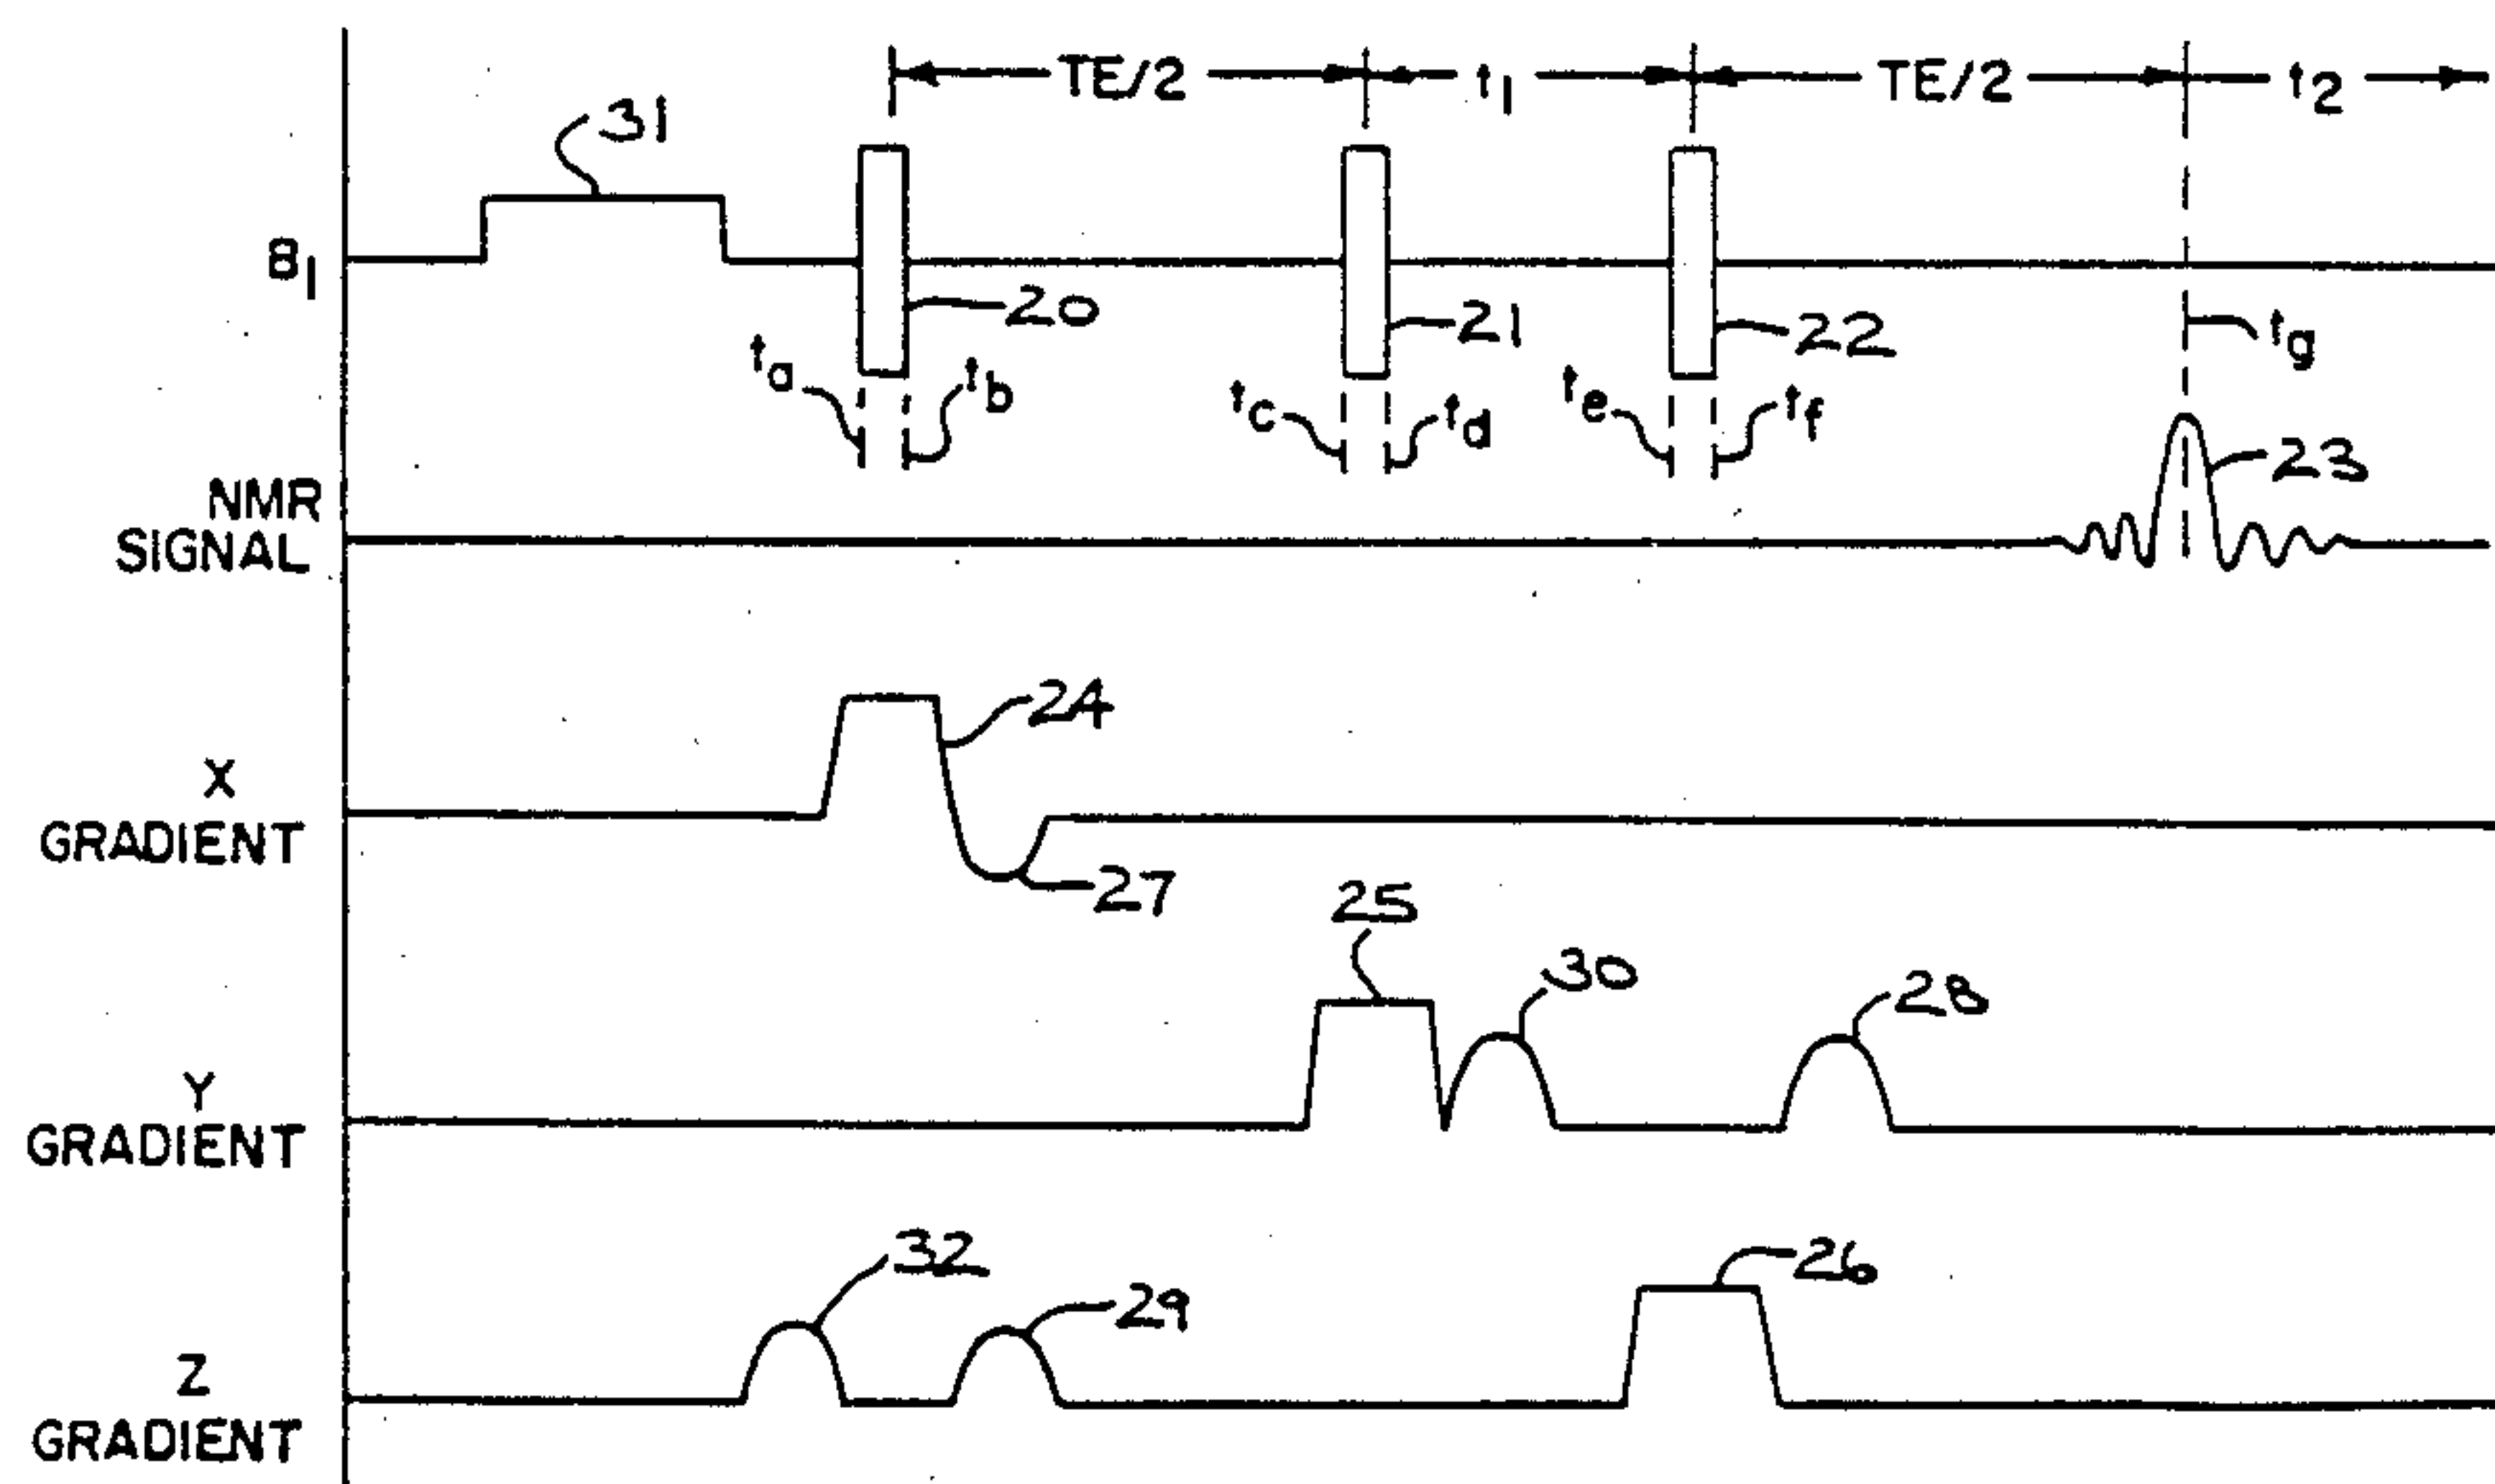 TE/2 t1 TE/2 t2
31
81
20 21 22 tg
ta tb tc td te tf
23
NMR
SIGNAL
24
X
GRADIENT
27
25
30
28
Y
GRADIENT
32
29
26
Z
GRADIENT